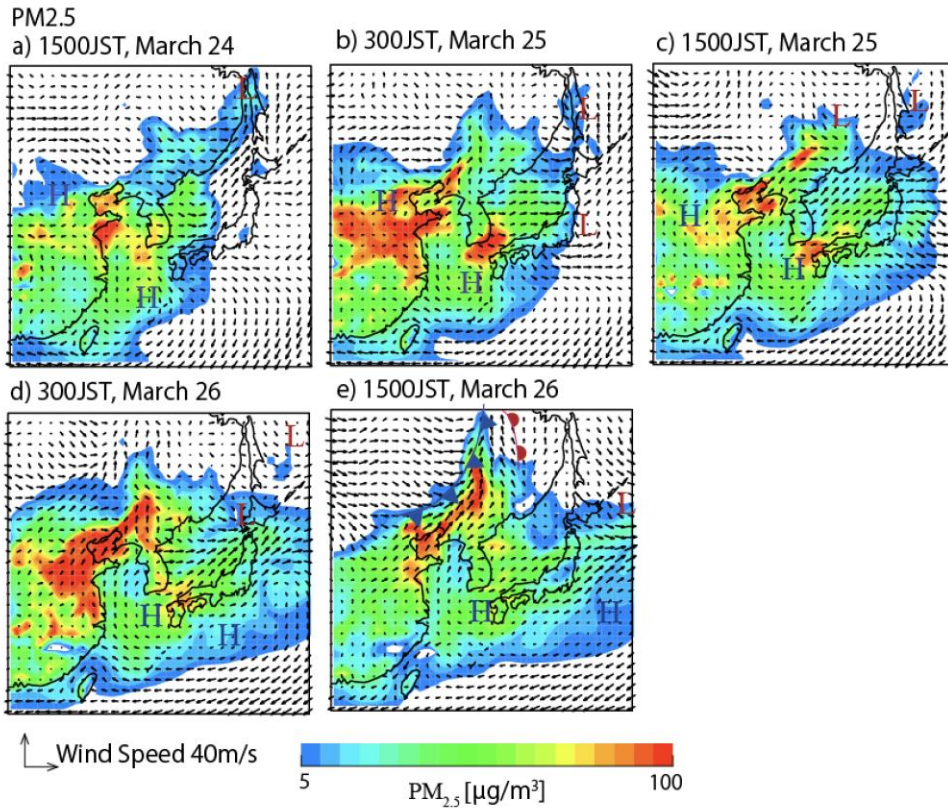 PM2.5
a) 1500JST, March 24
b) 300JST, March 25
c) 1500JST, March 25
L
H
H
L
H
L
H
L
L
H
H
d) 300JST, March 26
e) 1500JST, March 26
L
L
H
H
L
H
H
Wind Speed 40m/s
5
100
PM2.5 [µg/m³]